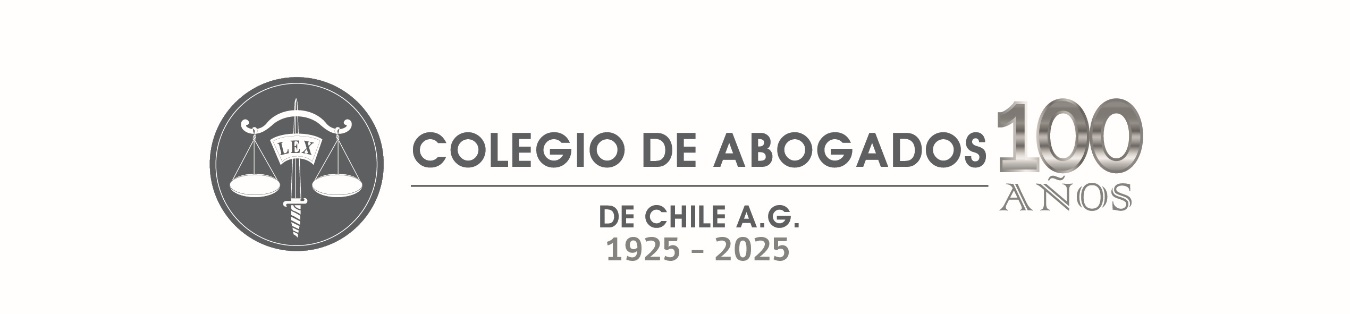 LEX
COLEGIO DE ABOGADOS
DE CHILE A.G.
1925 - 2025
100
AÑOS